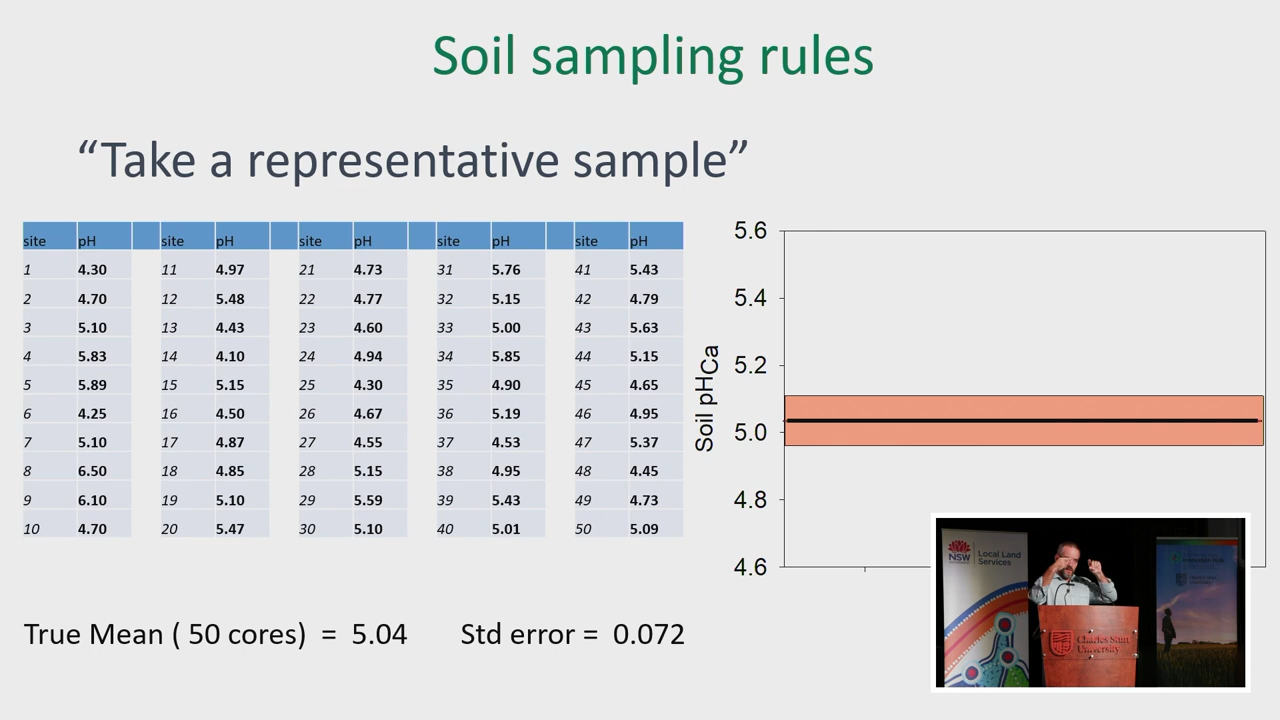 Soil sampling rules
“Take a representative sample”
site pH site pH site pH site pH site pH
1 4.30 11 4.97 21 4.73 31 5.76 41 5.43
2 4.70 12 5.48 22 4.77 32 5.15 42 4.79
3 5.10 13 4.43 23 4.60 33 5.00 43 5.63
4 5.83 14 4.10 24 4.94 34 5.85 44 5.15
5 5.89 15 5.15 25 4.30 35 4.90 45 4.65
6 4.25 16 4.50 26 4.67 36 5.19 46 4.95
7 5.10 17 4.87 27 4.55 37 4.53 47 5.37
8 6.50 18 4.85 28 5.15 38 4.95 48 4.45
9 6.10 19 5.10 29 5.59 39 5.43 49 4.73
10 4.70 20 5.47 30 5.10 40 5.01 50 5.09
5.6
5.4
5.2
5.0
4.8
4.6
Soil pHCa
True Mean ( 50 cores) = 5.04 Std error = 0.072
NSW
Local Land
Services
Charles Sturt
University